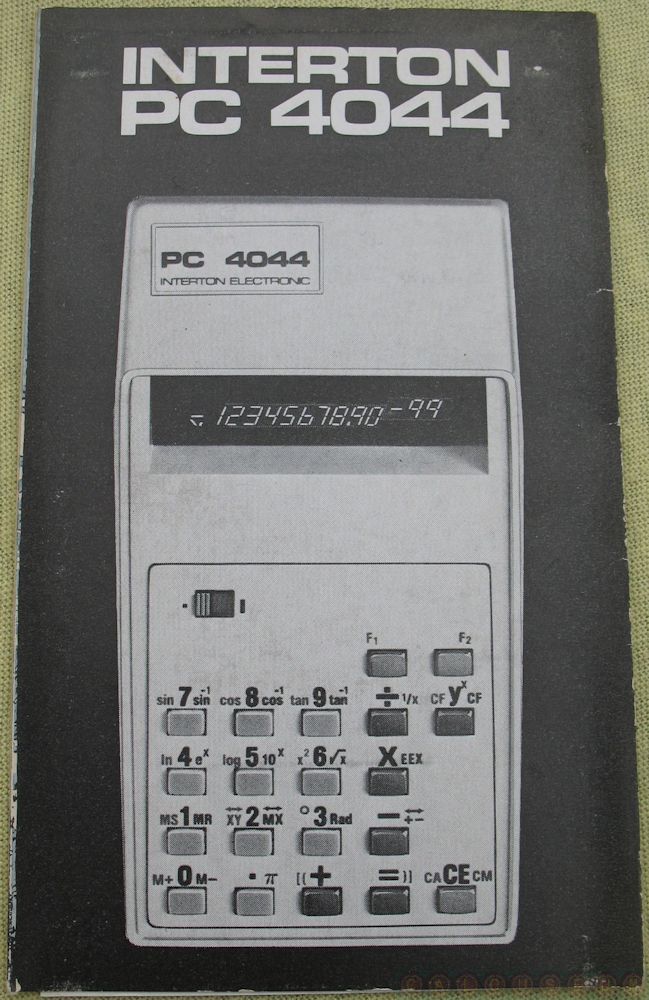 INTERTON
PC 4044
PC 4044
INTERTON ELECTRONIC
12345678.90 -99
F1 F2
sin 7 sin-1 cos 8 cos-1 tan 9 tan-1 ÷ 1/x CF yx CF
ln 4 ex log 5 10x x2 6 √x X EEX
MS 1 MR XY 2 MX ° 3 Rad − +−
M+ 0 M− · π [( + = )] CA CE CM